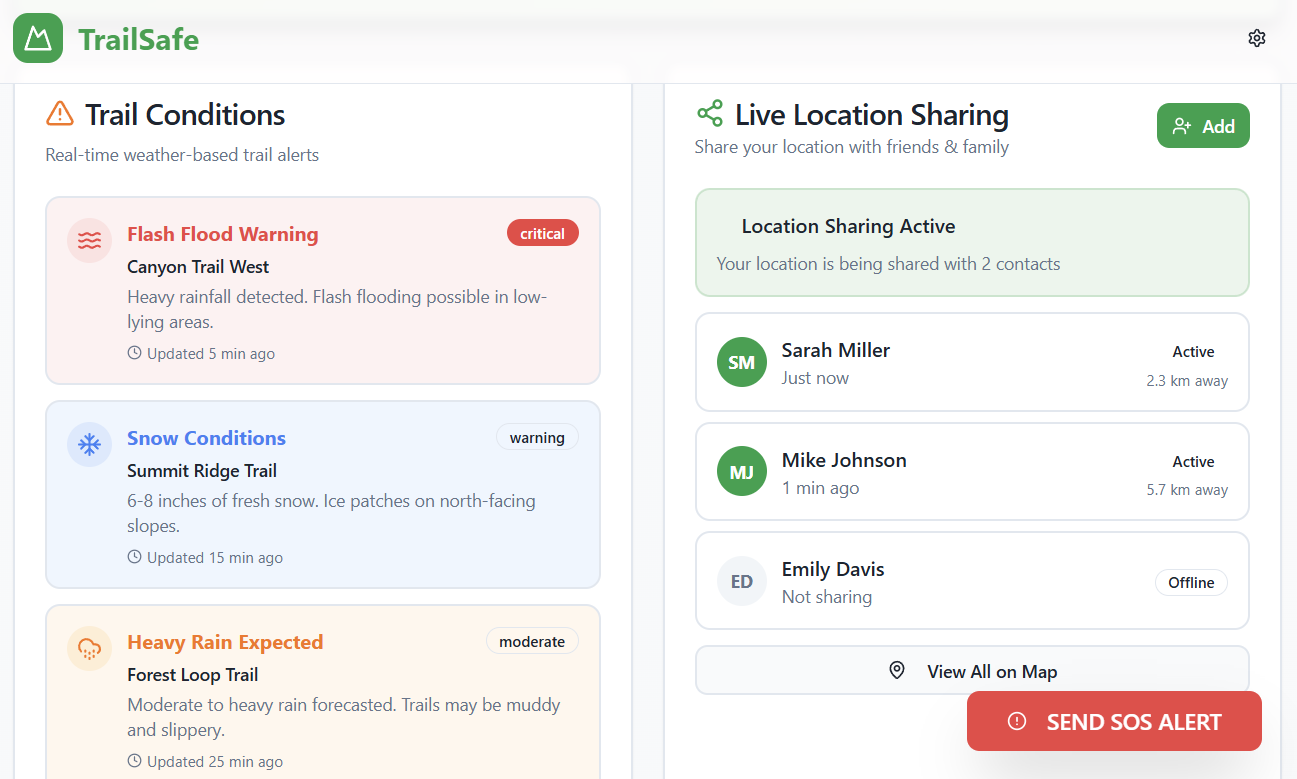 TrailSafe
Trail Conditions
Real-time weather-based trail alerts
Flash Flood Warning
critical
Canyon Trail West
Heavy rainfall detected. Flash flooding possible in low-
lying areas.
Updated 5 min ago
Snow Conditions
warning
Summit Ridge Trail
6-8 inches of fresh snow. Ice patches on north-facing
slopes.
Updated 15 min ago
Heavy Rain Expected
moderate
Forest Loop Trail
Moderate to heavy rain forecasted. Trails may be muddy
and slippery.
Updated 25 min ago
Live Location Sharing
Share your location with friends & family
Add
Location Sharing Active
Your location is being shared with 2 contacts
SM
Sarah Miller
Just now
Active
2.3 km away
MJ
Mike Johnson
1 min ago
Active
5.7 km away
ED
Emily Davis
Not sharing
Offline
View All on Map
SEND SOS ALERT